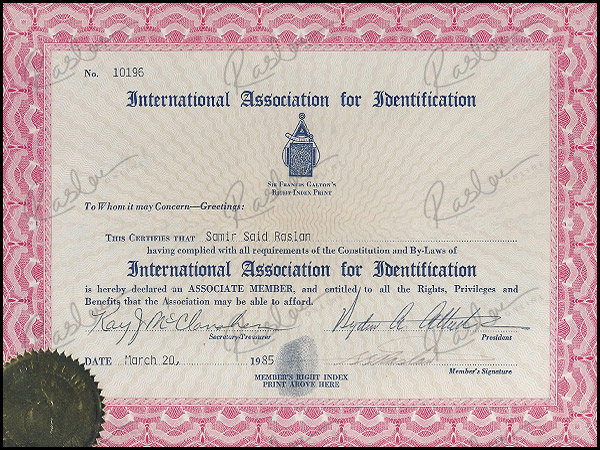 No. 10196
International Association for Identification
SIR FRANCIS GALTON'S
RIGHT INDEX PRINT
To Whom it may Concern—Greetings:
THIS CERTIFIES THAT Samir Said Raslan
having complied with all requirements of the Constitution and By-Laws of
International Association for Identification
is hereby declared an ASSOCIATE MEMBER, and entitled to all the Rights, Privileges and
Benefits that the Association may be able to afford.
Secretary-Treasurer
President
DATE March 20, 1985
Member's Signature
MEMBER'S RIGHT INDEX
PRINT ABOVE HERE